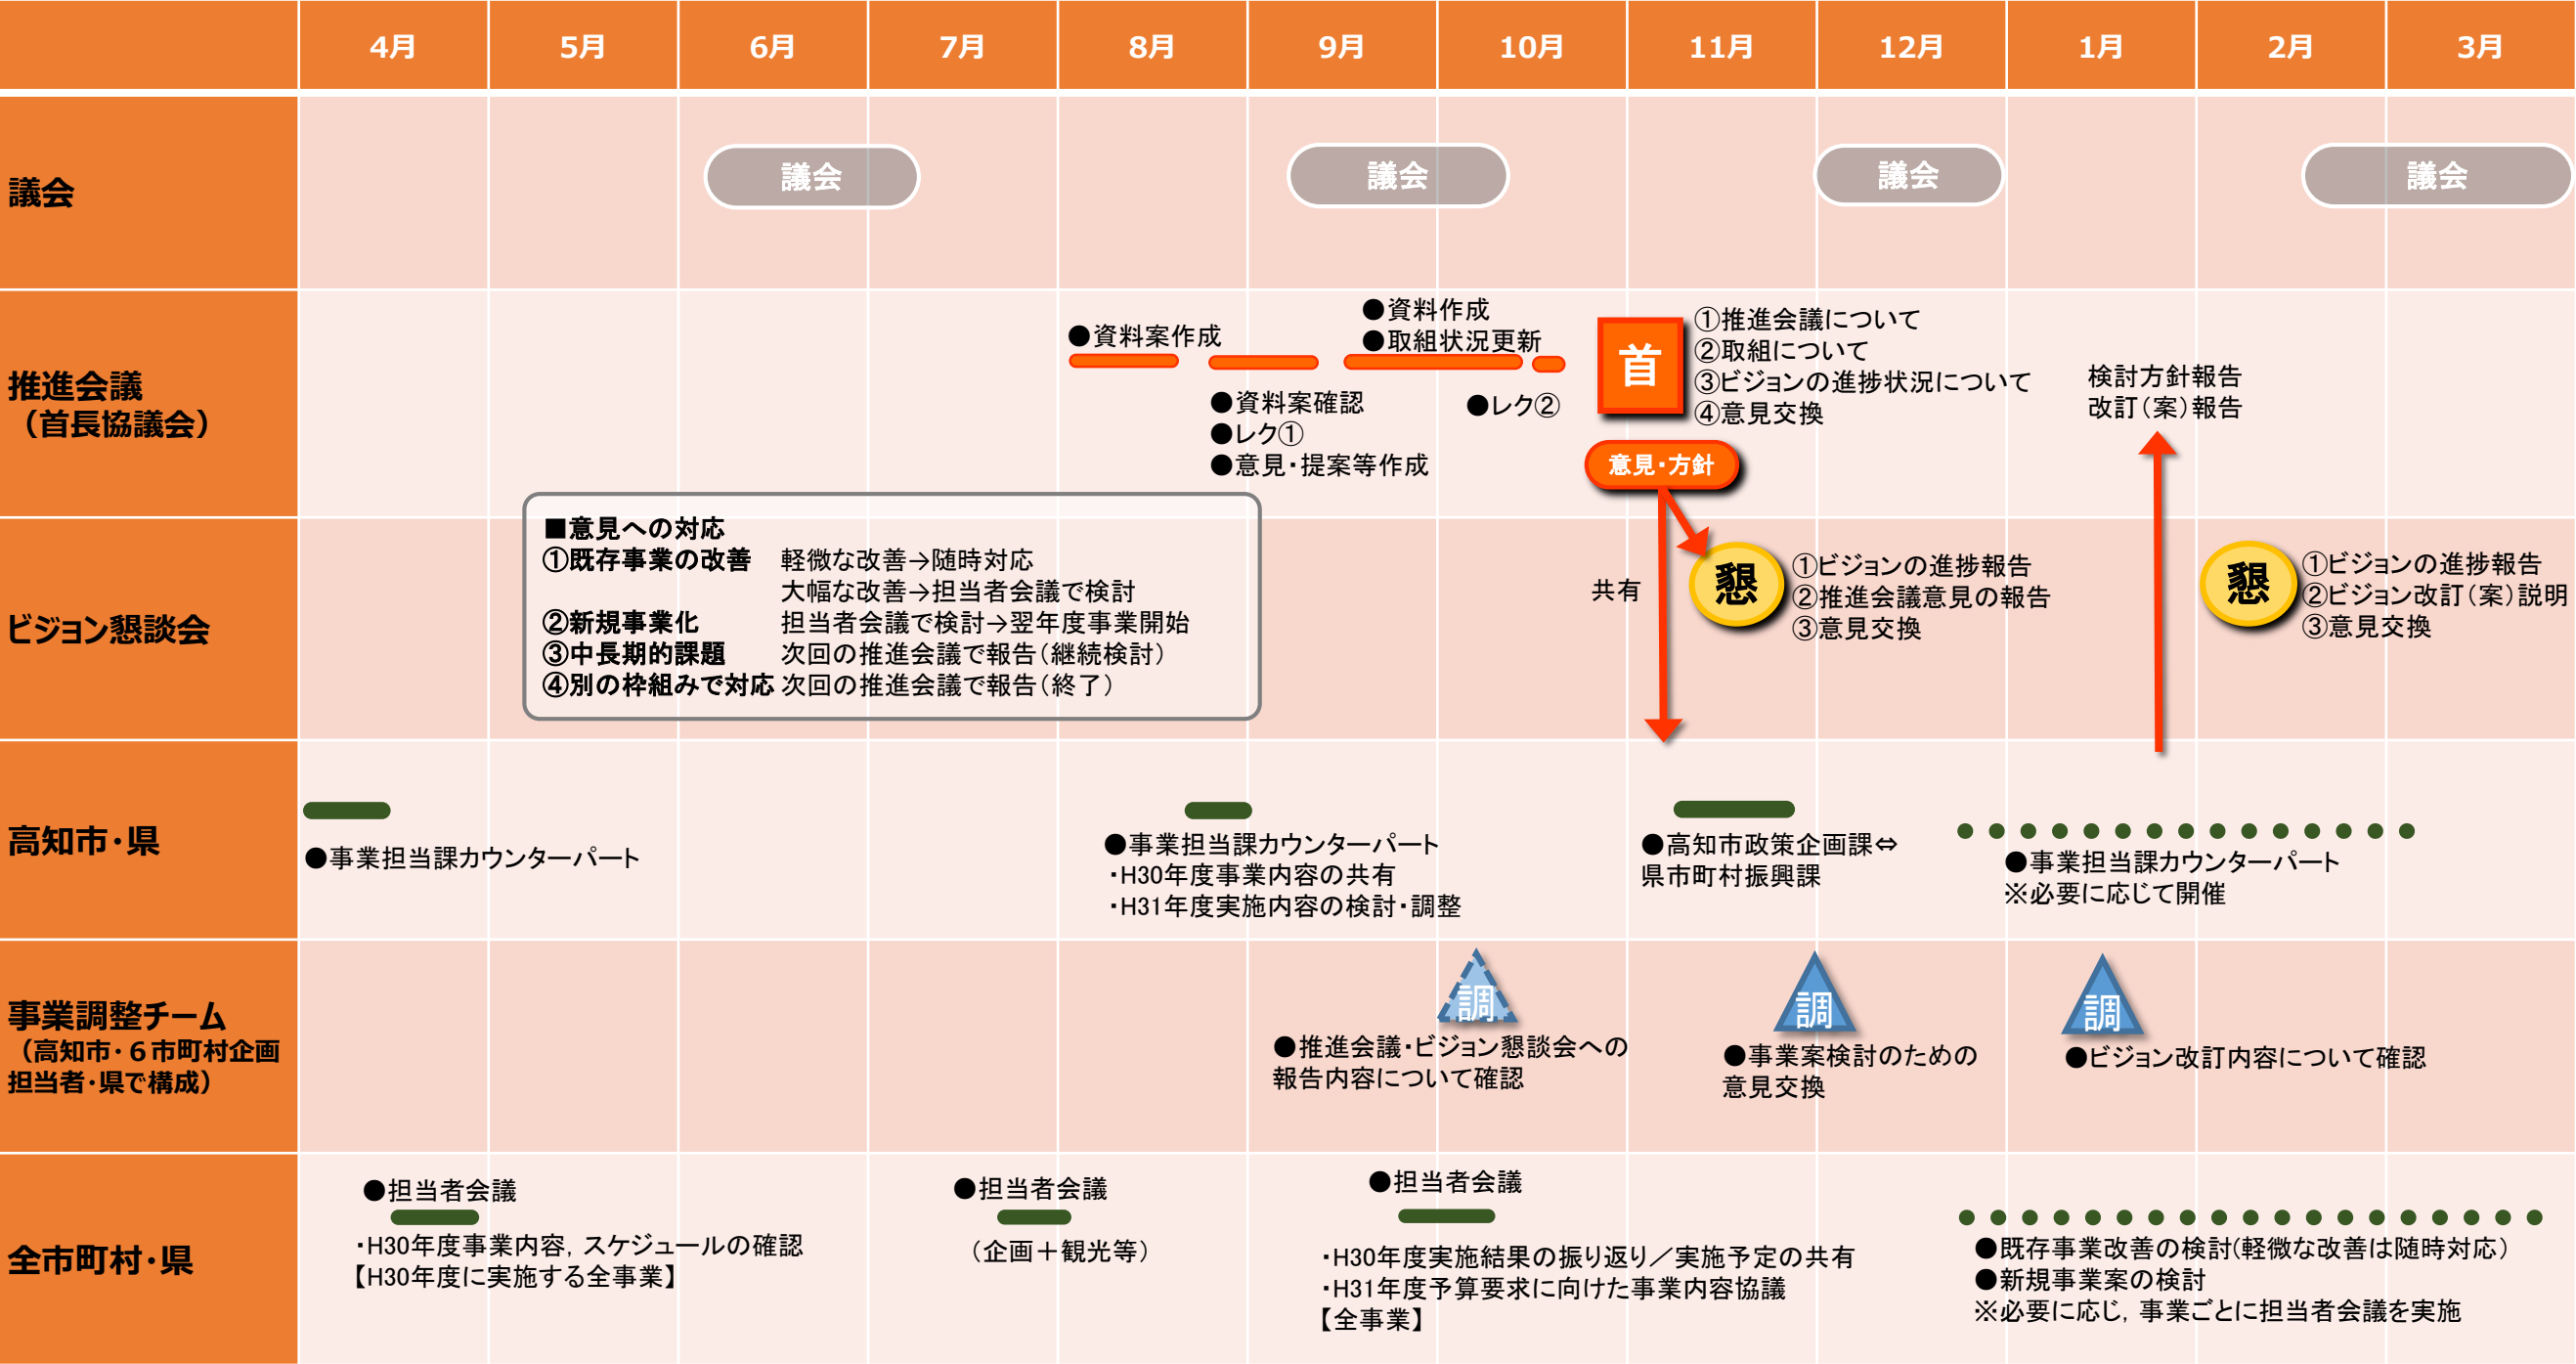 4月 5月 6月 7月 8月 9月 10月 11月 12月 1月 2月 3月
議会
議会 議会 議会 議会
推進会議
（首長協議会）
●資料案作成
●資料案確認
●レク①
●意見・提案等作成
●資料作成
●取組状況更新
●レク②
首
①推進会議について
②取組について
③ビジョンの進捗状況について
④意見交換
意見・方針
検討方針報告
改訂（案）報告
ビジョン懇談会
■意見への対応
①既存事業の改善 軽微な改善→随時対応
大幅な改善→担当者会議で検討
②新規事業化 担当者会議で検討→翌年度事業開始
③中長期的課題 次回の推進会議で報告（継続検討）
④別の枠組みで対応 次回の推進会議で報告（終了）
共有
懇
①ビジョンの進捗報告
②推進会議意見の報告
③意見交換
懇
①ビジョンの進捗報告
②ビジョン改訂（案）説明
③意見交換
高知市・県
●事業担当課カウンターパート
●事業担当課カウンターパート
・H30年度事業内容の共有
・H31年度実施内容の検討・調整
●高知市政策企画課⇔
県市町村振興課
●事業担当課カウンターパート
※必要に応じて開催
事業調整チーム
（高知市・６市町村企画
担当者・県で構成）
調
●推進会議・ビジョン懇談会への
報告内容について確認
調
●事業案検討のための
意見交換
調
●ビジョン改訂内容について確認
全市町村・県
●担当者会議
・H30年度事業内容，スケジュールの確認
【H30年度に実施する全事業】
●担当者会議
（企画＋観光等）
●担当者会議
・H30年度実施結果の振り返り／実施予定の共有
・H31年度予算要求に向けた事業内容協議
【全事業】
●既存事業改善の検討(軽微な改善は随時対応）
●新規事業案の検討
※必要に応じ，事業ごとに担当者会議を実施